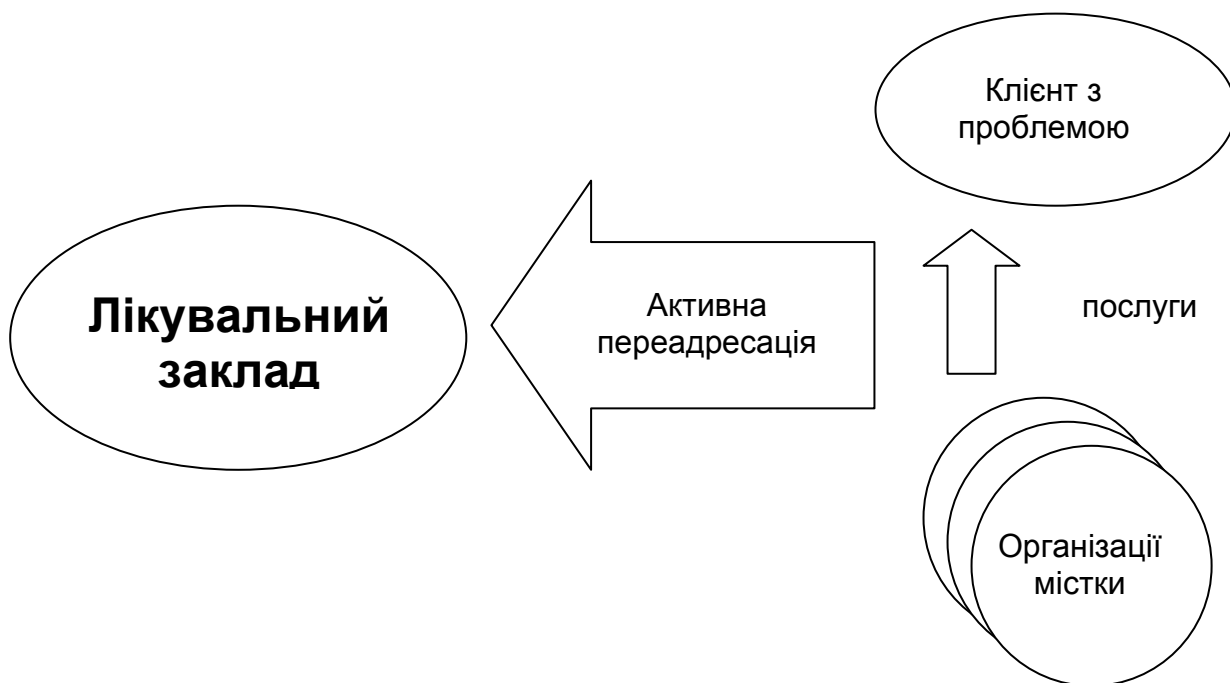 Клієнт з
проблемою
Лікувальний
заклад
Активна
переадресація
послуги
Організації
містки